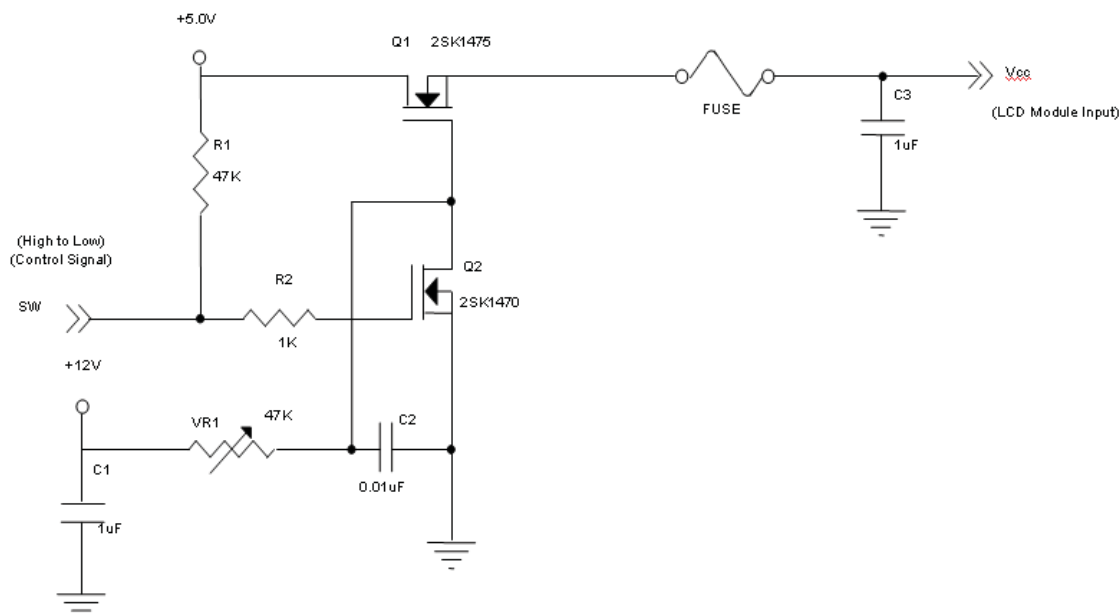 +5.0V
Q1 2SK1475
Vcc
C3
(LCD Module Input)
FUSE
R1
1uF
47K
(High to Low)
(Control Signal)
R2
Q2
SW
2SK1470
1K
+12V
VR1
47K
C2
C1
0.01uF
1uF